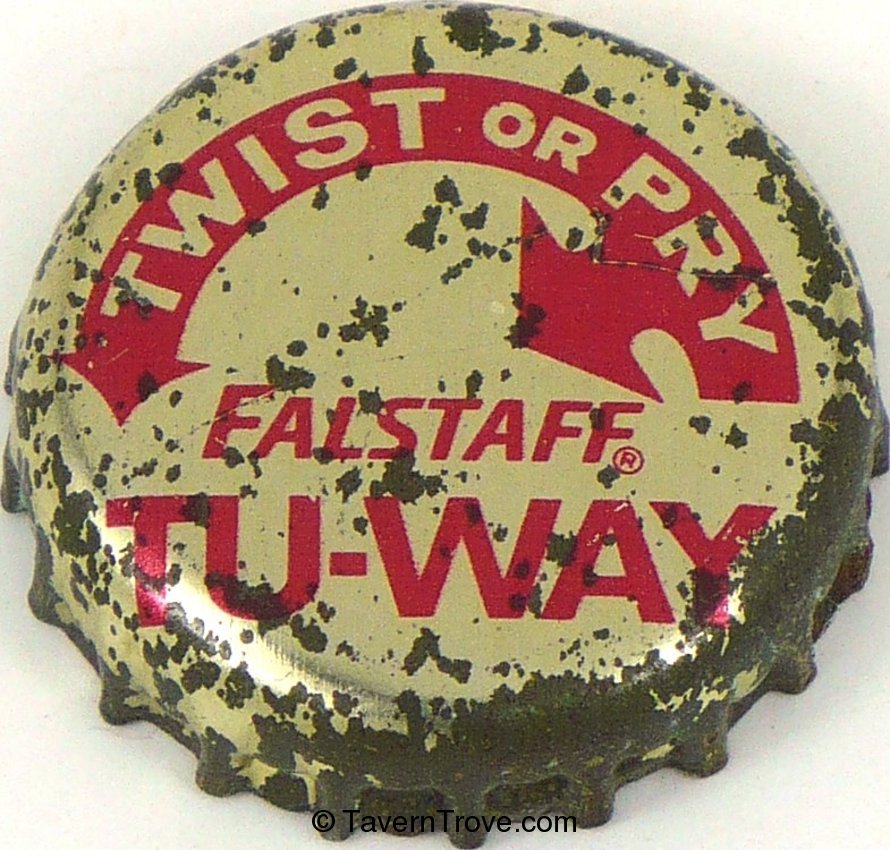 TWIST OR PRY
FALSTAFF®
TU-WAY
© TavernTrove.com